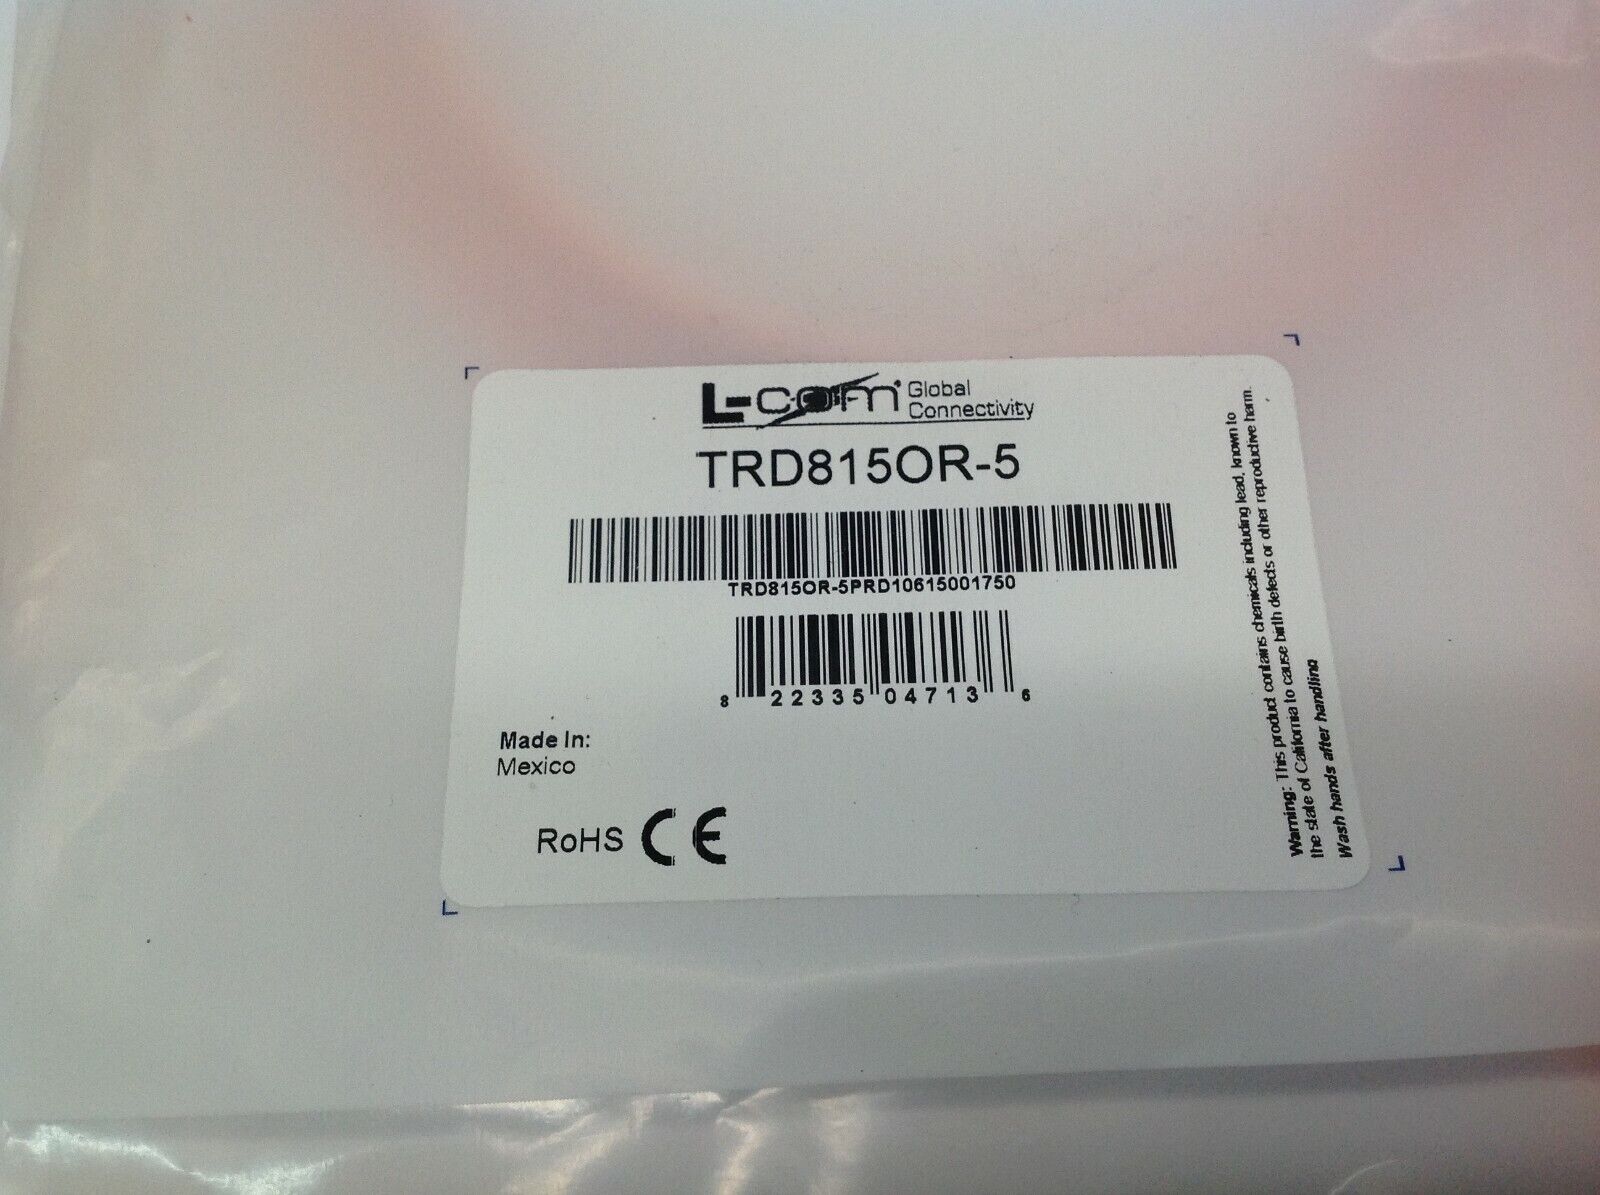 L-com Global
Connectivity
TRD815OR-5
TRD815OR-5PRD10615001750
8 22335 04713 6
Made In:
Mexico
RoHS CE
Warning: This product contains chemicals including lead, known to
the state of California to cause birth defects or other reproductive harm.
Wash hands after handling